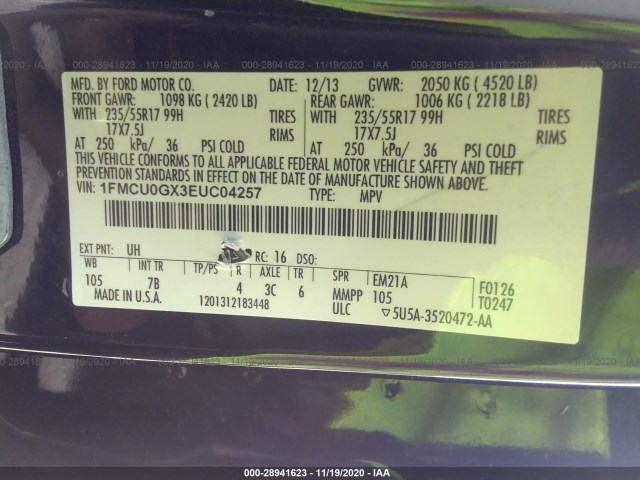 000-28941623 - 11/19/2020 - IAA
MFD. BY FORD MOTOR CO. DATE: 12/13 GVWR: 2050 KG ( 4520 LB)
FRONT GAWR: 1098 KG ( 2420 LB) REAR GAWR: 1006 KG ( 2218 LB)
WITH 235/55R17 99H TIRES WITH 235/55R17 99H TIRES
17X7.5J RIMS 17X7.5J RIMS
AT 250 kPa/ 36 PSI COLD AT 250 kPa/ 36 PSI COLD
THIS VEHICLE CONFORMS TO ALL APPLICABLE FEDERAL MOTOR VEHICLE SAFETY AND THEFT
PREVENTION STANDARDS IN EFFECT ON THE DATE OF MANUFACTURE SHOWN ABOVE.
VIN: 1FMCU0GX3EUC04257 TYPE: MPV
EXT PNT: UH RC: 16 DSO:
WB INT TR TP/PS R AXLE TR SPR EM21A F0126
105 7B 4 3C 6 MMPP 105 T0247
MADE IN U.S.A. 1201312183448 ULC ▽5U5A-3520472-AA
000-28941623 - 11/19/2020 - IAA